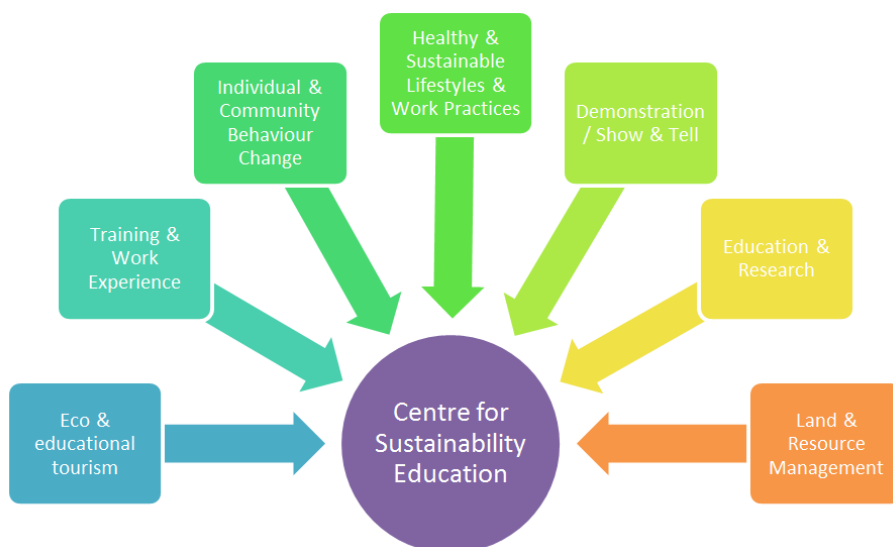 Healthy &
Sustainable
Lifestyles &
Work Practices
Individual &
Community
Behaviour
Change
Demonstration
/ Show & Tell
Training &
Work
Experience
Education &
Research
Eco &
educational
tourism
Centre for
Sustainability
Education
Land &
Resource
Management